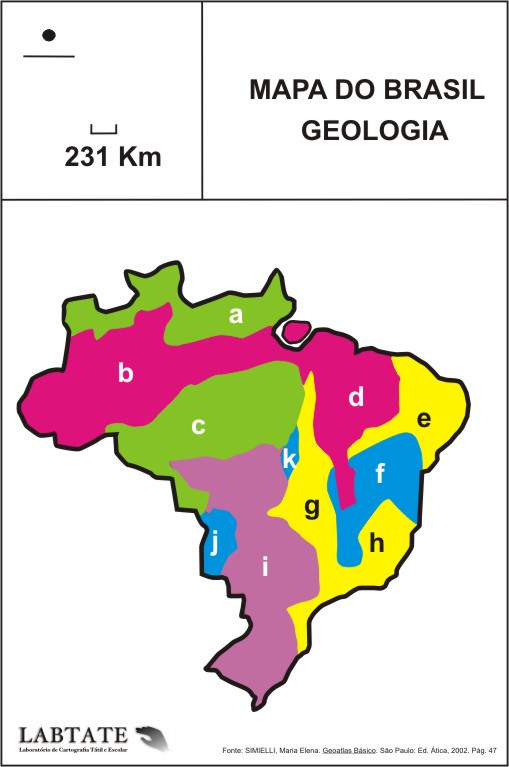 MAPA DO BRASIL
GEOLOGIA
231 Km
a
b
c
d
e
f
k
g
h
j
i
LABTATE
Laboratório de Cartografia Tátil e Escolar
Fonte: SIMIELLI, Maria Elena. Geoatlas Básico. São Paulo: Ed. Ática, 2002. Pág. 47